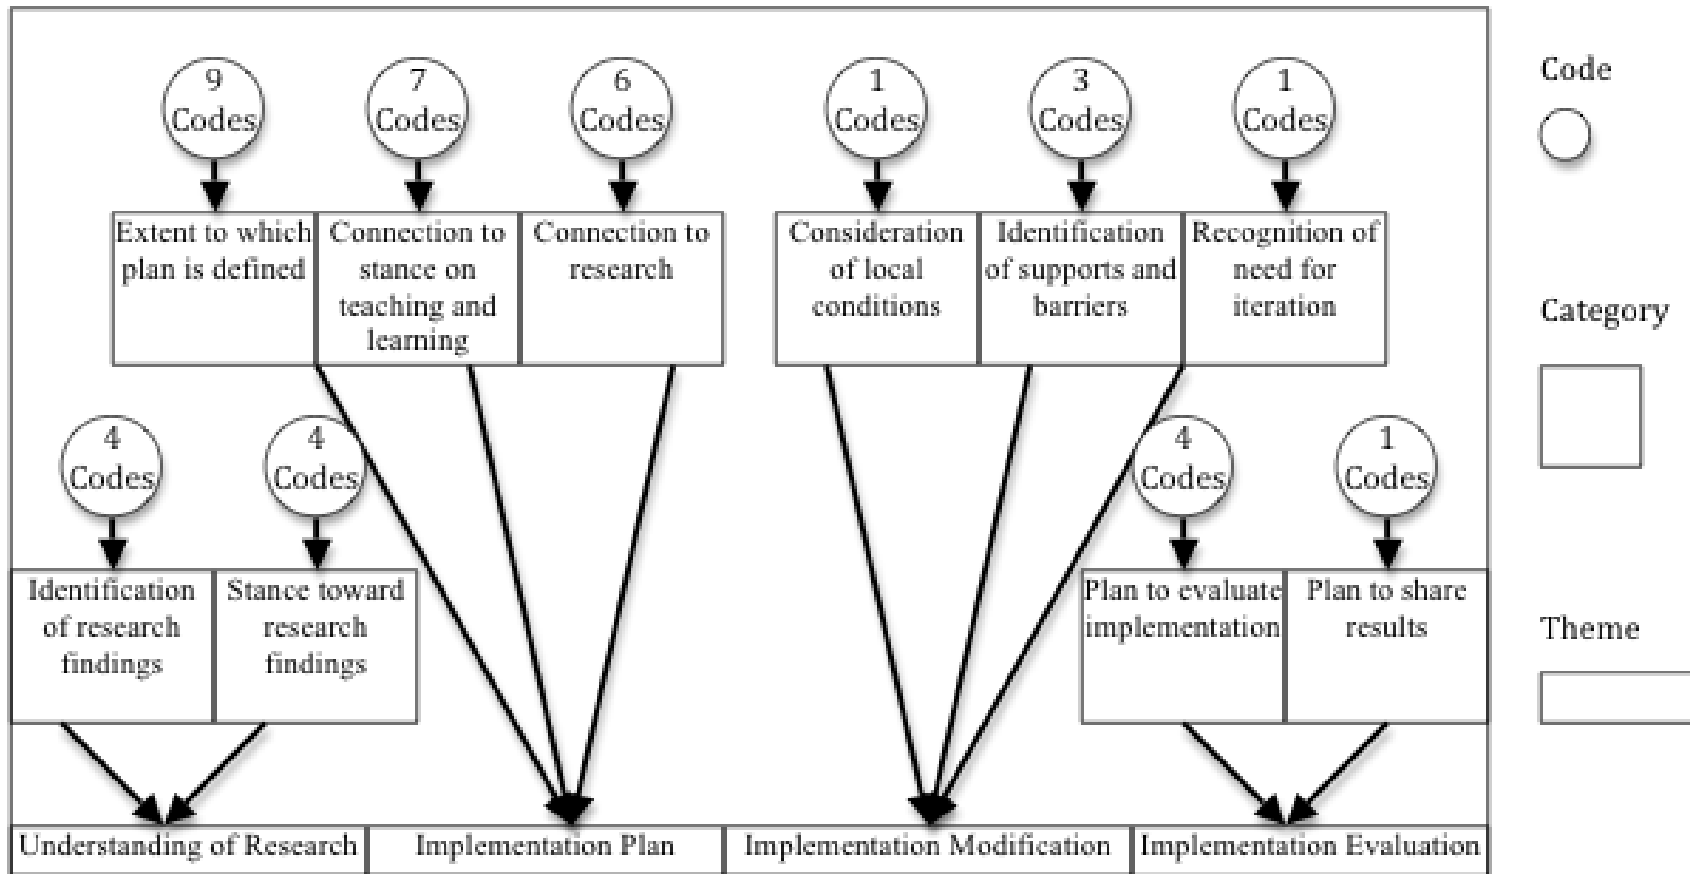 9
Codes
7
Codes
6
Codes
1
Codes
3
Codes
1
Codes
Extent to which
plan is defined
Connection to
stance on
teaching and
learning
Connection to
research
Consideration
of local
conditions
Identification
of supports and
barriers
Recognition of
need for
iteration
4
Codes
4
Codes
4
Codes
1
Codes
Identification
of research
findings
Stance toward
research
findings
Plan to evaluate
implementation
Plan to share
results
Understanding of Research
Implementation Plan
Implementation Modification
Implementation Evaluation
Code
Category
Theme